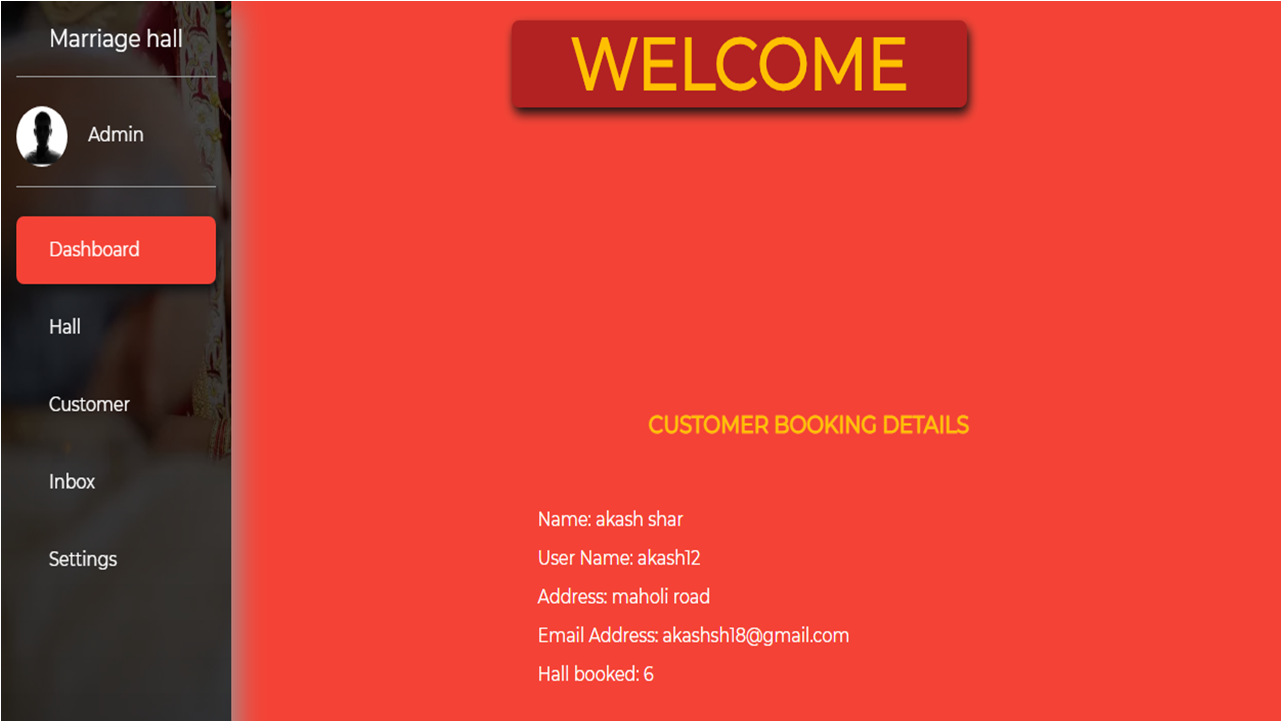 Marriage hall
Admin
Dashboard
Hall
Customer
Inbox
Settings
WELCOME
CUSTOMER BOOKING DETAILS
Name: akash shar
User Name: akash12
Address: maholi road
Email Address: akashsh18@gmail.com
Hall booked: 6